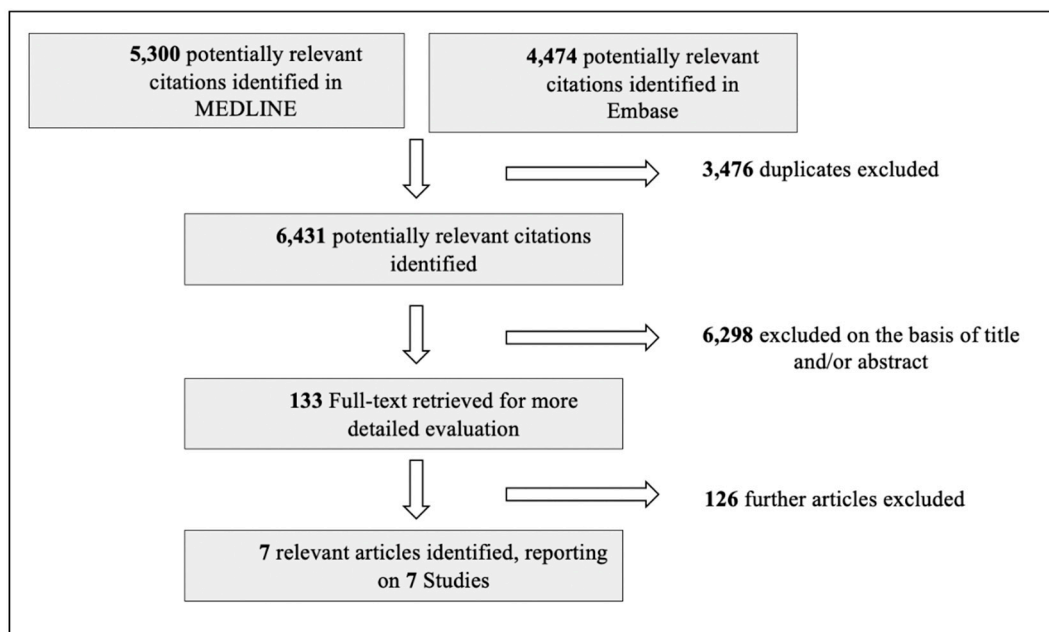 5,300 potentially relevant
citations identified in
MEDLINE
4,474 potentially relevant
citations identified in
Embase
3,476 duplicates excluded
6,431 potentially relevant citations
identified
6,298 excluded on the basis of title
and/or abstract
133 Full-text retrieved for more
detailed evaluation
126 further articles excluded
7 relevant articles identified, reporting
on 7 Studies